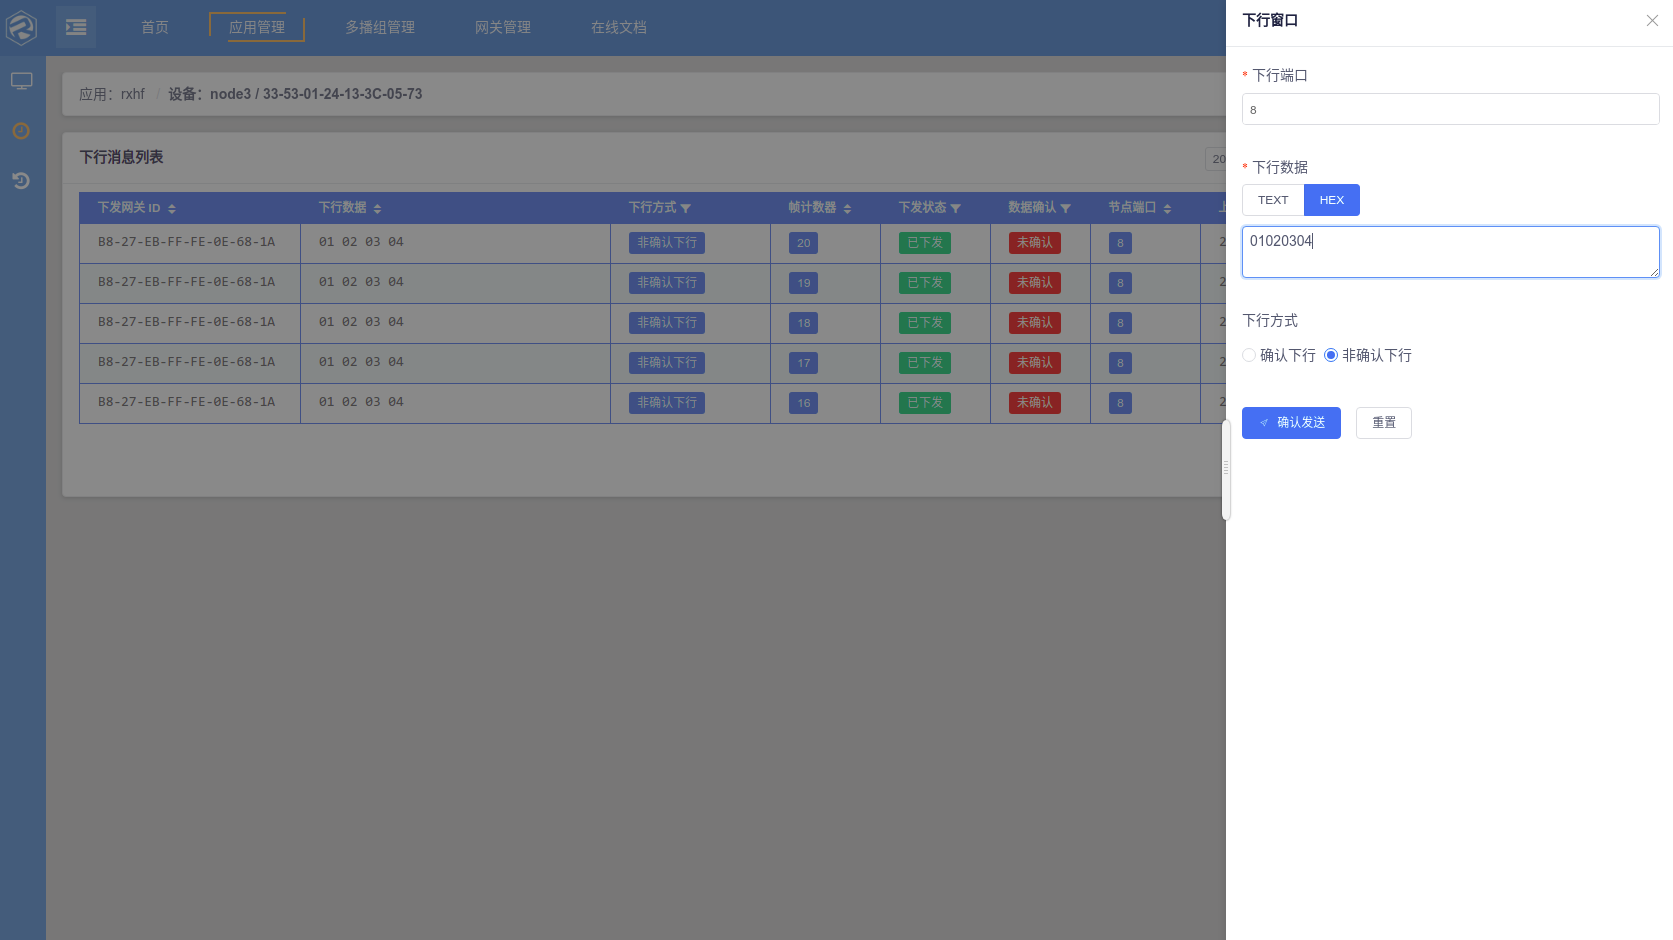 首页 应用管理 多播组管理 网关管理 在线文档
应用：rxhf / 设备：node3 / 33-53-01-24-13-3C-05-73
下行消息列表
20
下发网关 ID 下行数据 下行方式 帧计数器 下发状态 数据确认 节点端口 上
B8-27-EB-FF-FE-0E-68-1A 01 02 03 04 非确认下行 20 已下发 未确认 8 2
B8-27-EB-FF-FE-0E-68-1A 01 02 03 04 非确认下行 19 已下发 未确认 8 2
B8-27-EB-FF-FE-0E-68-1A 01 02 03 04 非确认下行 18 已下发 未确认 8 2
B8-27-EB-FF-FE-0E-68-1A 01 02 03 04 非确认下行 17 已下发 未确认 8 2
B8-27-EB-FF-FE-0E-68-1A 01 02 03 04 非确认下行 16 已下发 未确认 8 2
下行窗口
* 下行端口
8
* 下行数据
TEXT HEX
01020304
下行方式
确认下行 非确认下行
确认发送 重置